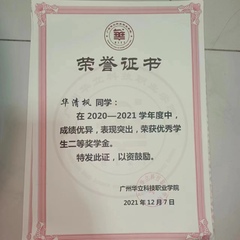 荣誉证书
华清枫 同学：
在 2020—2021 学年度中，
成绩优异，表现突出，荣获优秀学
生二等奖学金。
特发此证，以资鼓励。
广州华立科技职业学院
2021 年 12 月 7 日